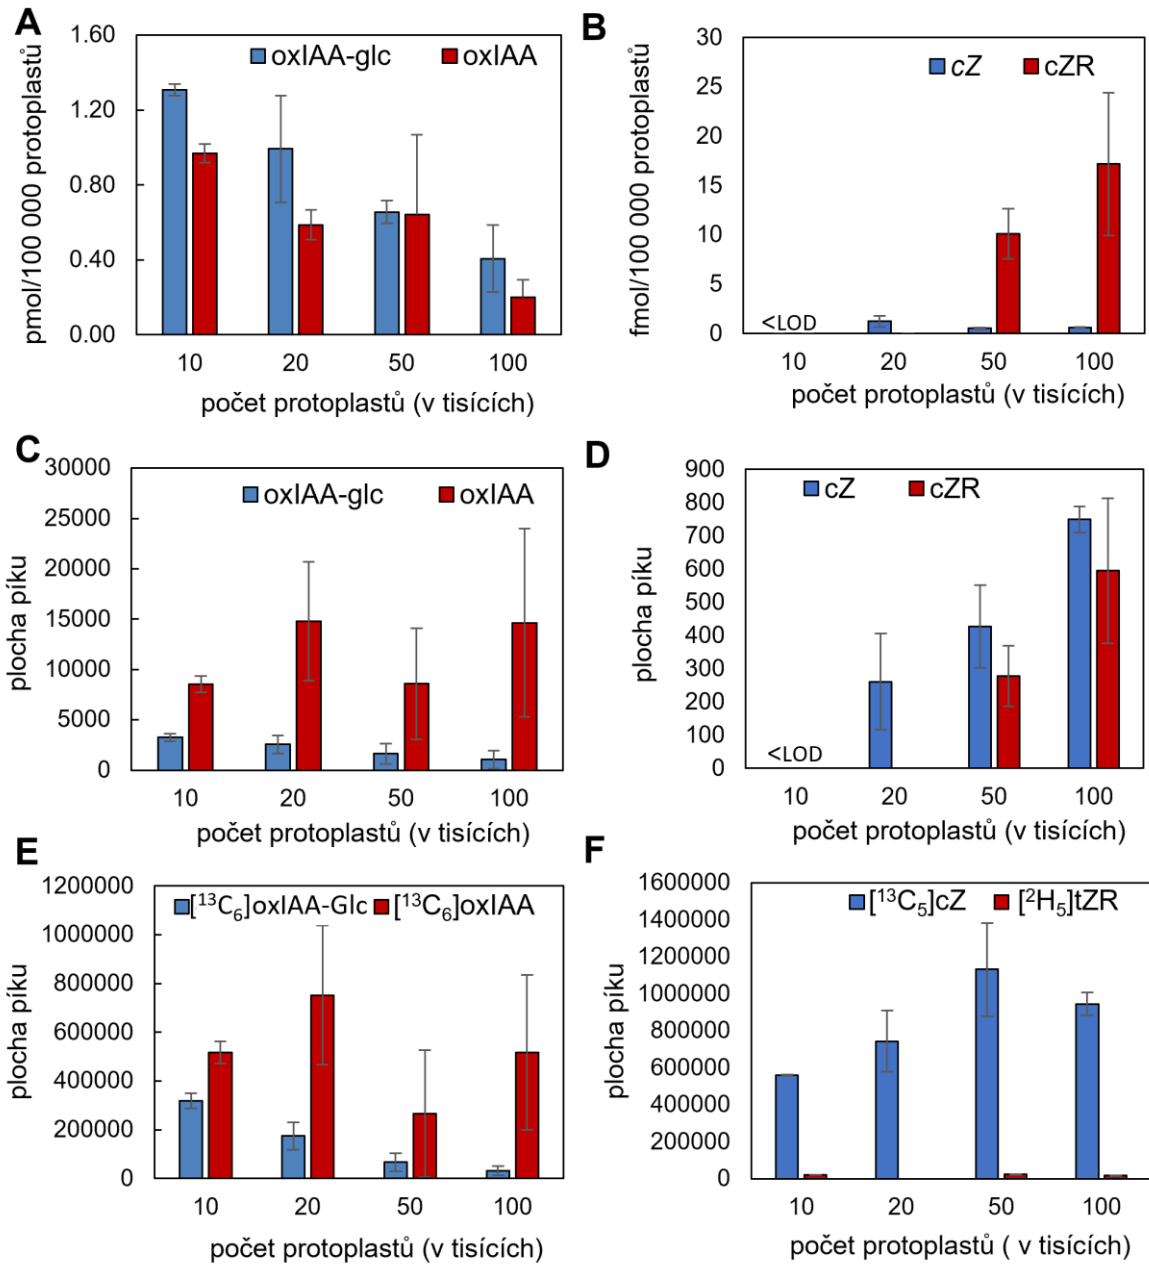 A
pmol/100 000 protoplastů
1.60
1.20
0.80
0.40
0.00
oxIAA-glc oxIAA
10 20 50 100
počet protoplastů (v tisících)
B
fmol/100 000 protoplastů
30
25
20
15
10
5
0
cZ cZR
<LOD
10 20 50 100
počet protoplastů (v tisících)
C
plocha píku
30000
25000
20000
15000
10000
5000
0
oxIAA-glc oxIAA
10 20 50 100
počet protoplastů (v tisících)
D
plocha píku
900
800
700
600
500
400
300
200
100
0
cZ cZR
<LOD
10 20 50 100
počet protoplastů (v tisících)
E
plocha píku
1200000
1000000
800000
600000
400000
200000
0
[¹³C₆]oxIAA-Glc [¹³C₆]oxIAA
10 20 50 100
počet protoplastů (v tisících)
F
plocha píku
1600000
1400000
1200000
1000000
800000
600000
400000
200000
0
[¹³C₅]cZ [²H₅]tZR
10 20 50 100
počet protoplastů ( v tisících)